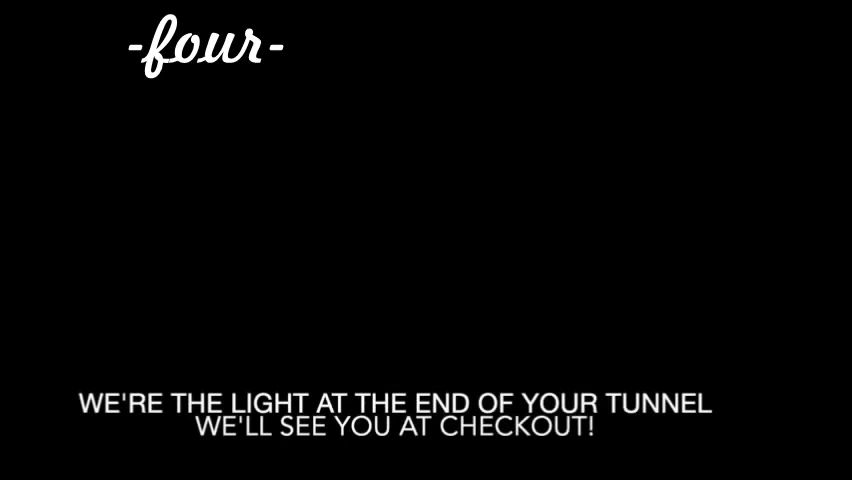 -four-
WE'RE THE LIGHT AT THE END OF YOUR TUNNEL
WE'LL SEE YOU AT CHECKOUT!